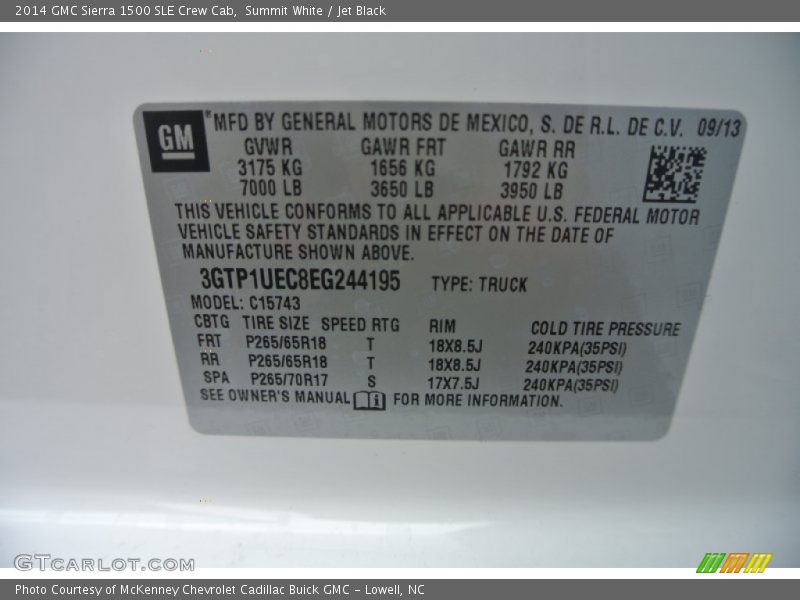 2014 GMC Sierra 1500 SLE Crew Cab,  Summit White / Jet Black
GM ® MFD BY GENERAL MOTORS DE MEXICO, S. DE R.L. DE C.V. 09/13
GVWR GAWR FRT GAWR RR
3175 KG 1656 KG 1792 KG
7000 LB 3650 LB 3950 LB
THIS VEHICLE CONFORMS TO ALL APPLICABLE U.S. FEDERAL MOTOR
VEHICLE SAFETY STANDARDS IN EFFECT ON THE DATE OF
MANUFACTURE SHOWN ABOVE.
3GTP1UEC8EG244195 TYPE: TRUCK
MODEL: C15743
CBTG TIRE SIZE SPEED RTG RIM COLD TIRE PRESSURE
FRT P265/65R18 T 18X8.5J 240KPA(35PSI)
RR P265/65R18 T 18X8.5J 240KPA(35PSI)
SPA P265/70R17 S 17X7.5J 240KPA(35PSI)
SEE OWNER'S MANUAL FOR MORE INFORMATION.
GTCARLOT.COM
Photo Courtesy of McKenney Chevrolet Cadillac Buick GMC - Lowell, NC